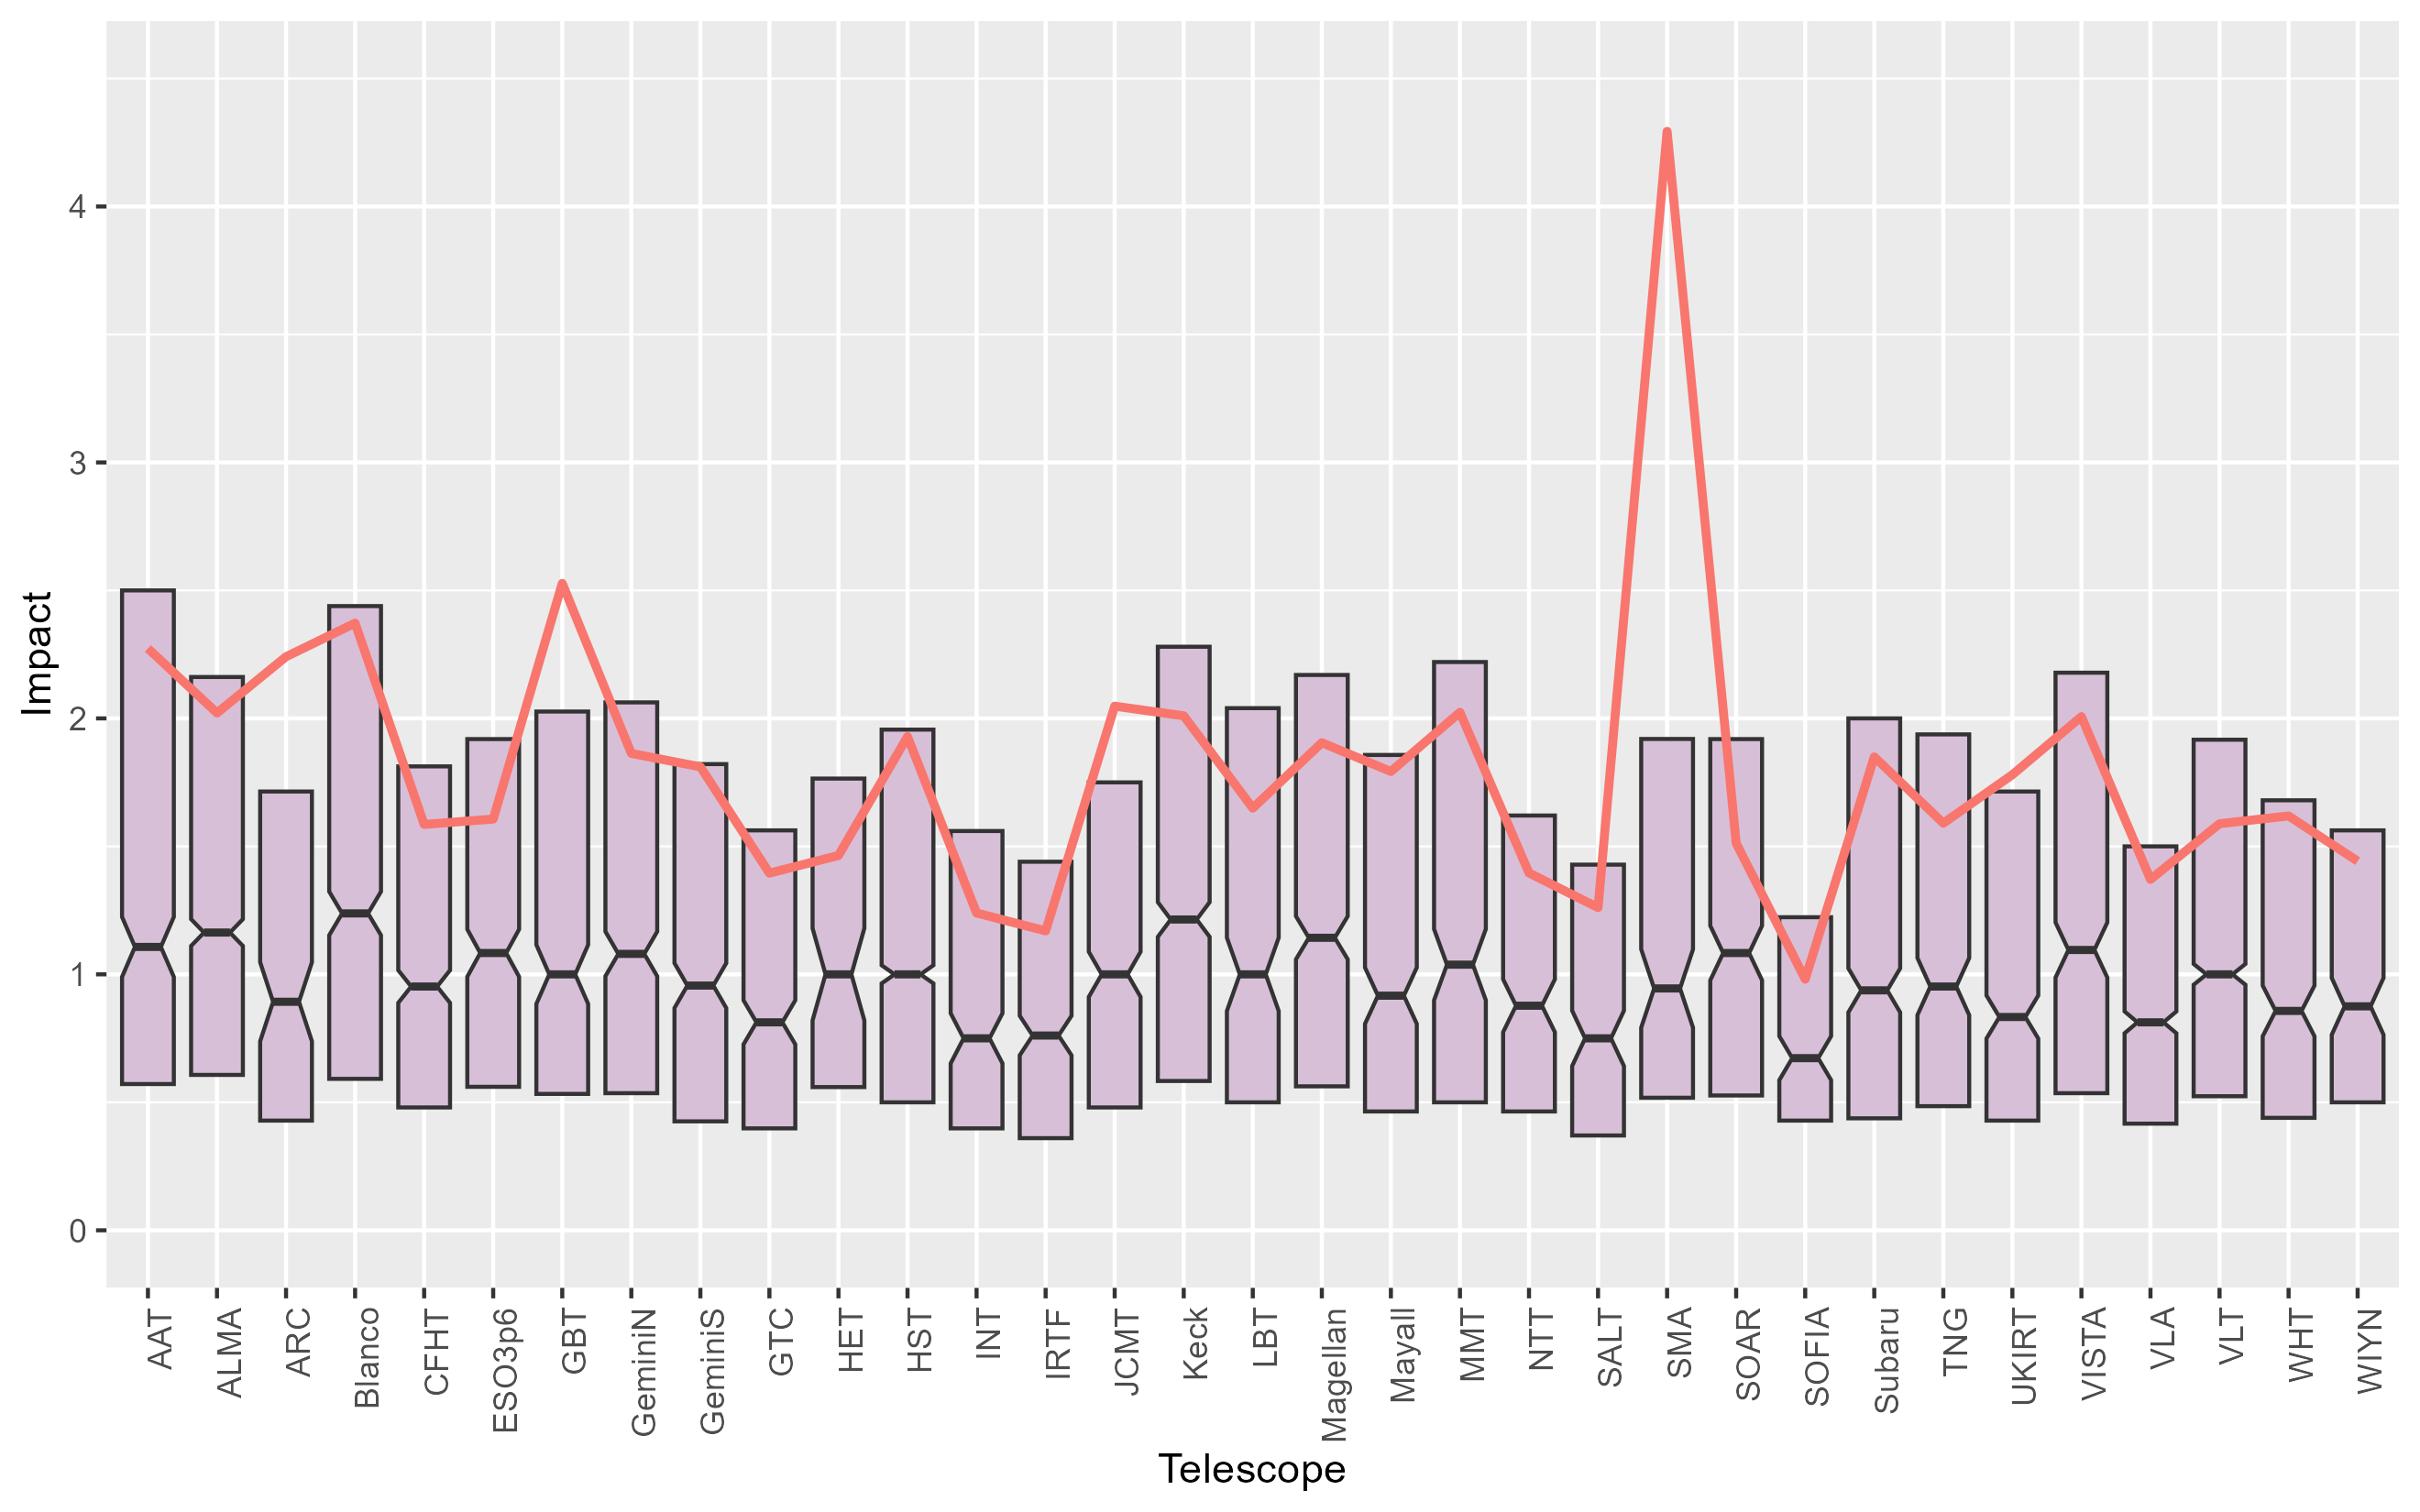 Impact
4
3
2
1
0
AAT
ALMA
ARC
Blanco
CFHT
ESO3p6
GBT
GeminiN
GeminiS
GTC
HET
HST
INT
IRTF
JCMT
Keck
LBT
Magellan
Mayall
MMT
NTT
SALT
SMA
SOAR
SOFIA
Subaru
TNG
UKIRT
VISTA
VLA
VLT
WHT
WIYN
Telescope